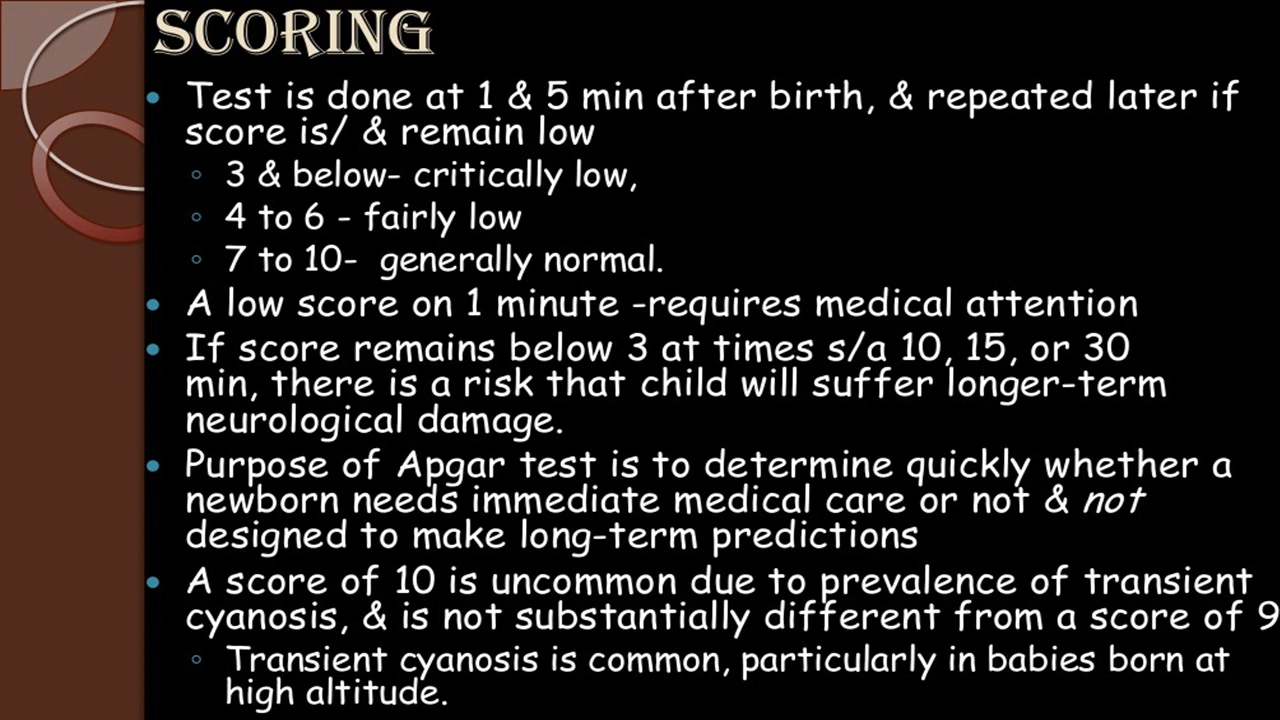 SCORING
• Test is done at 1 & 5 min after birth, & repeated later if
score is/ & remain low
◦ 3 & below- critically low,
◦ 4 to 6 - fairly low
◦ 7 to 10-  generally normal.
• A low score on 1 minute -requires medical attention
• If score remains below 3 at times s/a 10, 15, or 30
min, there is a risk that child will suffer longer-term
neurological damage.
• Purpose of Apgar test is to determine quickly whether a
newborn needs immediate medical care or not & not
designed to make long-term predictions
• A score of 10 is uncommon due to prevalence of transient
cyanosis, & is not substantially different from a score of 9
◦ Transient cyanosis is common, particularly in babies born at
high altitude.